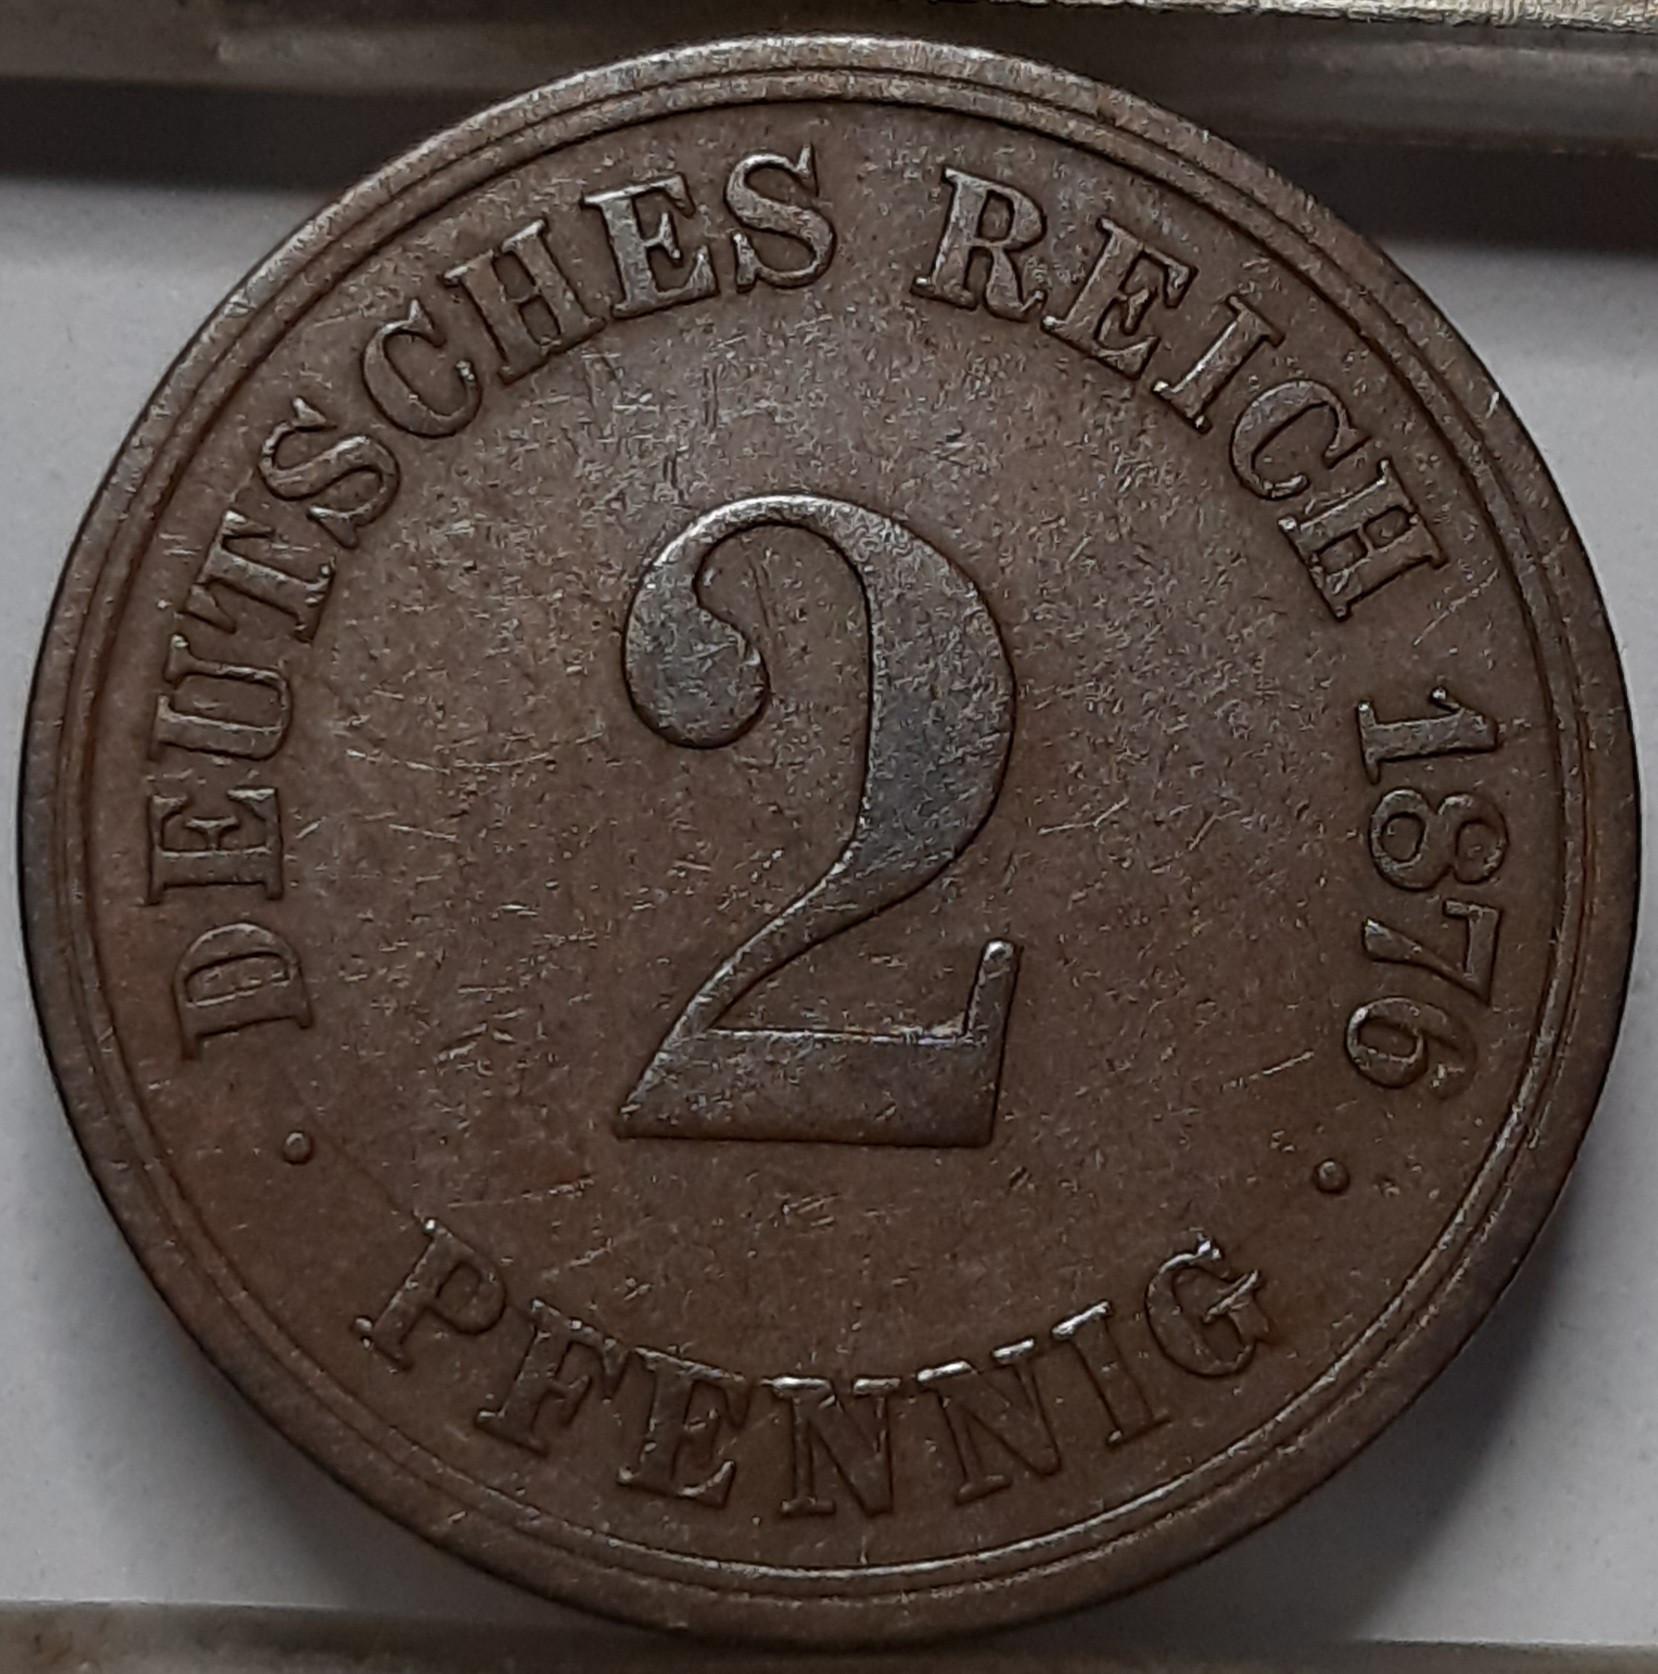 DEUTSCHES REICH 1876
2
· PFENNIG ·